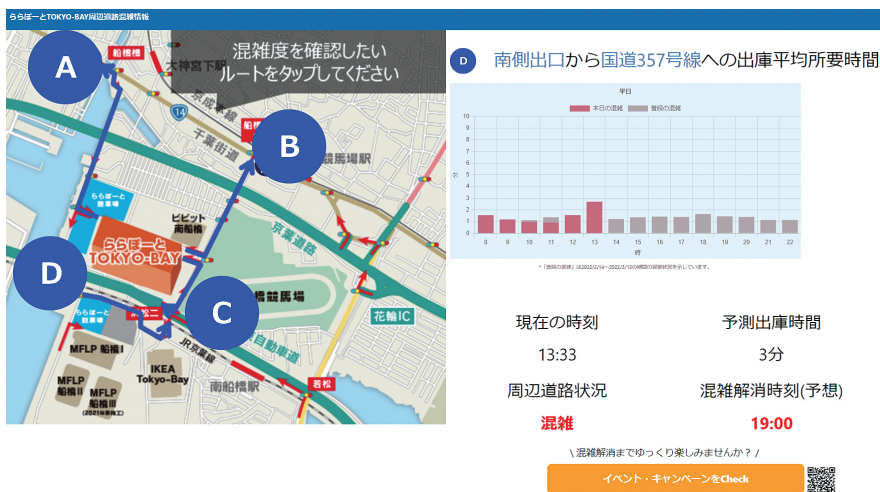 ららぽーとTOKYO-BAY周辺道路混雑情報
混雑度を確認したい
ルートをタップしてください
A
船橋橋
大神宮下駅
14
京成本線
千葉街道
B
競馬場駅
ららぽーと
駐車場
ビビット
南船橋
ららぽーと
TOKYO-BAY
京葉道路
D
C
橋競馬場
花輪IC
ららぽーと
駐車場
MFLP 船橋I
JR京葉線
自動車道
IKEA
Tokyo-Bay
南船橋駅
若松
MFLP
船橋II
MFLP
船橋III
D 南側出口から国道357号線への出庫平均所要時間
平日
本日の混雑 普段の混雑
10
9
8
7
6
5
4
3
2
1
0
分
8 9 10 11 12 13 14 15 16 17 18 19 20 21 22
時
現在の時刻 予測出庫時間
13:33 3分
周辺道路状況 混雑解消時刻(予想)
混雑 19:00
\ 混雑解消までゆっくり楽しみませんか？ /
イベント・キャンペーンをCheck